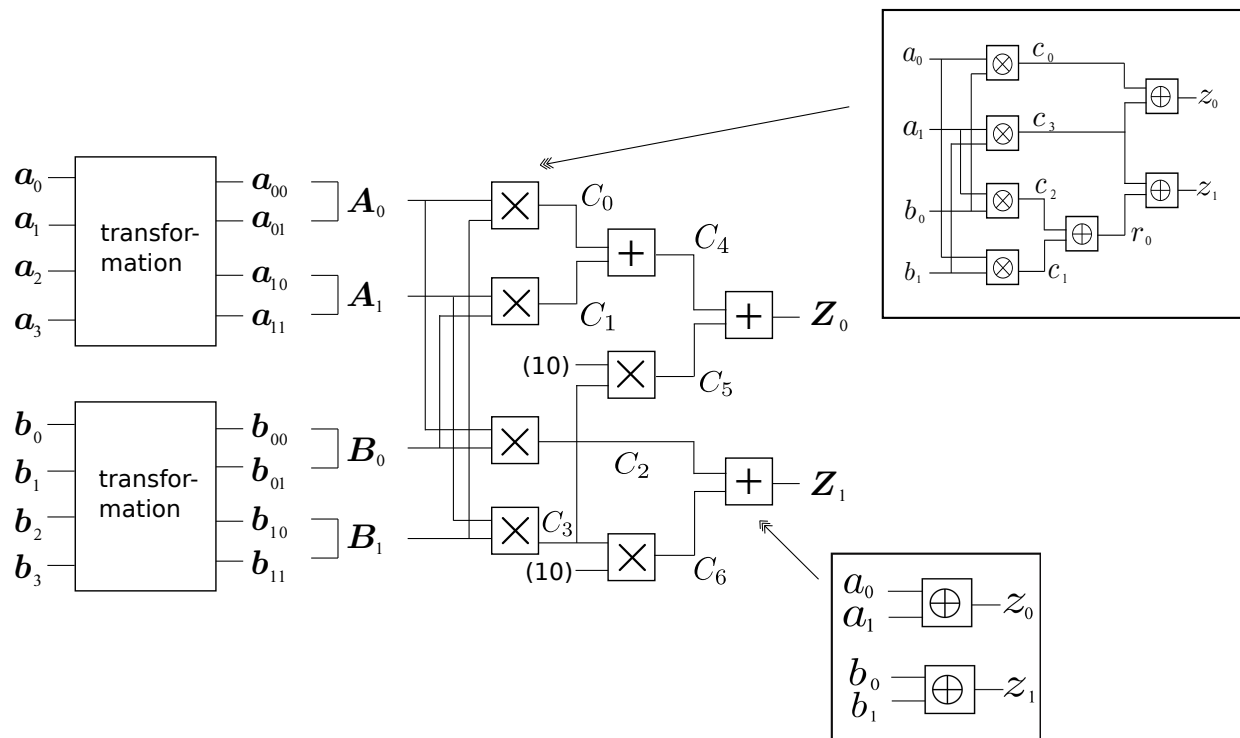 a₀
a₁
a₂
a₃
transfor-
mation
a₀₀
a₀₁
a₁₀
a₁₁
A₀
A₁
b₀
b₁
b₂
b₃
transfor-
mation
b₀₀
b₀₁
b₁₀
b₁₁
B₀
B₁
×
C₀
×
C₁
+
C₄
(10)
×
C₅
+
Z₀
×
C₂
×
C₃
(10)
×
C₆
+
Z₁
a₀
⊗
c₀
a₁
⊗
c₃
b₀
⊗
c₂
b₁
⊗
c₁
⊕
r₀
⊕
z₀
⊕
z₁
a₀
a₁
⊕
z₀
b₀
b₁
⊕
z₁